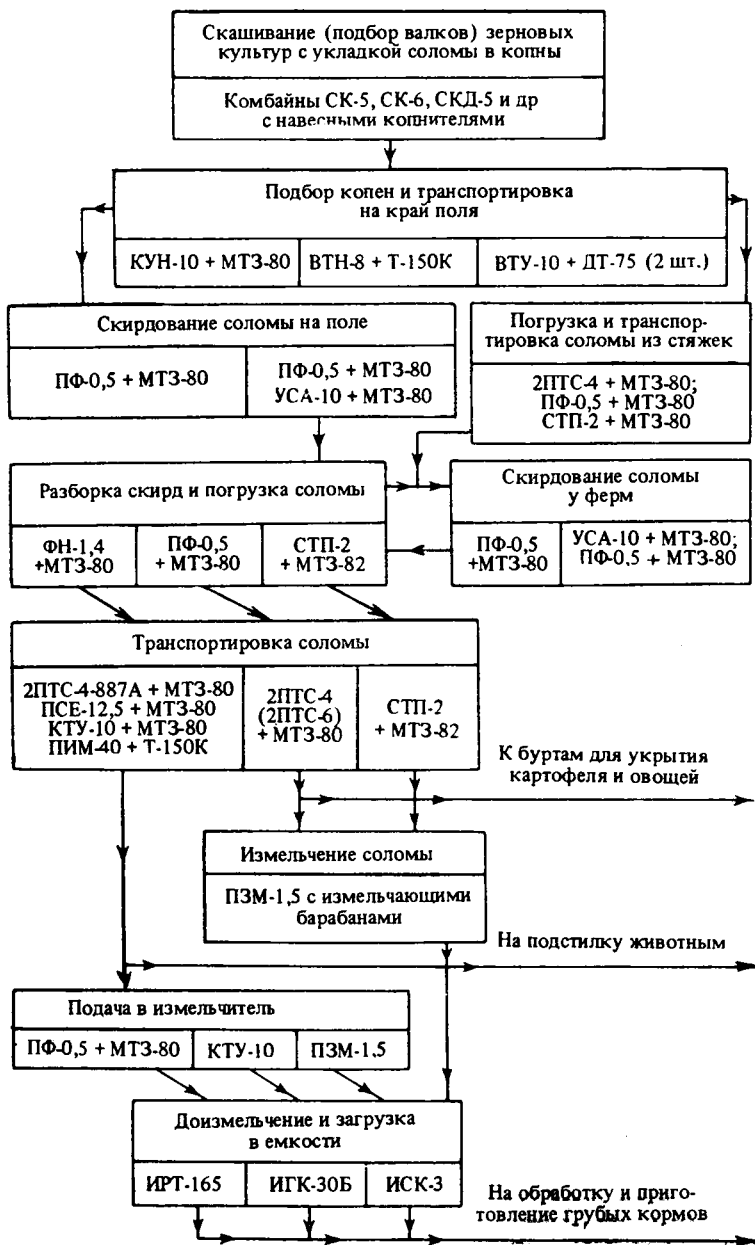 Скашивание (подбор валков) зерновых
культур с укладкой соломы в копны
Комбайны СК-5, СК-6, СКД-5 и др
с навесными копнителями
Подбор копен и транспортировка
на край поля
КУН-10 + МТЗ-80
ВТН-8 + Т-150К
ВТУ-10 + ДТ-75 (2 шт.)
Скирдование соломы на поле
ПФ-0,5 + МТЗ-80
ПФ-0,5 + МТЗ-80
УСА-10 + МТЗ-80
Погрузка и транспор-
тировка соломы из стяжек
2ПТС-4 + МТЗ-80;
ПФ-0,5 + МТЗ-80
СТП-2 + МТЗ-80
Разборка скирд и погрузка соломы
ФН-1,4
+МТЗ-80
ПФ-0,5
+ МТЗ-80
СТП-2
+ МТЗ-82
Скирдование соломы
у ферм
ПФ-0,5
+МТЗ-80
УСА-10 + МТЗ-80;
ПФ-0,5 + МТЗ-80
Транспортировка соломы
2ПТС-4-887А + МТЗ-80
ПСЕ-12,5 + МТЗ-80
КТУ-10 + МТЗ-80
ПИМ-40 + Т-150К
2ПТС-4
(2ПТС-6)
+ МТЗ-80
СТП-2
+ МТЗ-82
К буртам для укрытия
картофеля и овощей
Измельчение соломы
ПЗМ-1,5 с измельчающими
барабанами
На подстилку животным
Подача в измельчитель
ПФ-0,5 + МТЗ-80
КТУ-10
ПЗМ-1,5
Доизмельчение и загрузка
в емкости
ИРТ-165
ИГК-30Б
ИСК-3
На обработку и приго-
товление грубых кормов